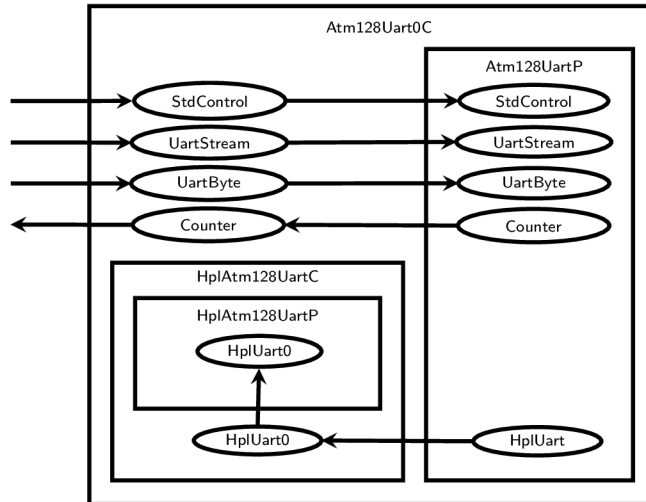 Atm128Uart0C
Atm128UartP
StdControl StdControl
UartStream UartStream
UartByte UartByte
Counter Counter
HplAtm128UartC
HplAtm128UartP
HplUart0
HplUart0 HplUart